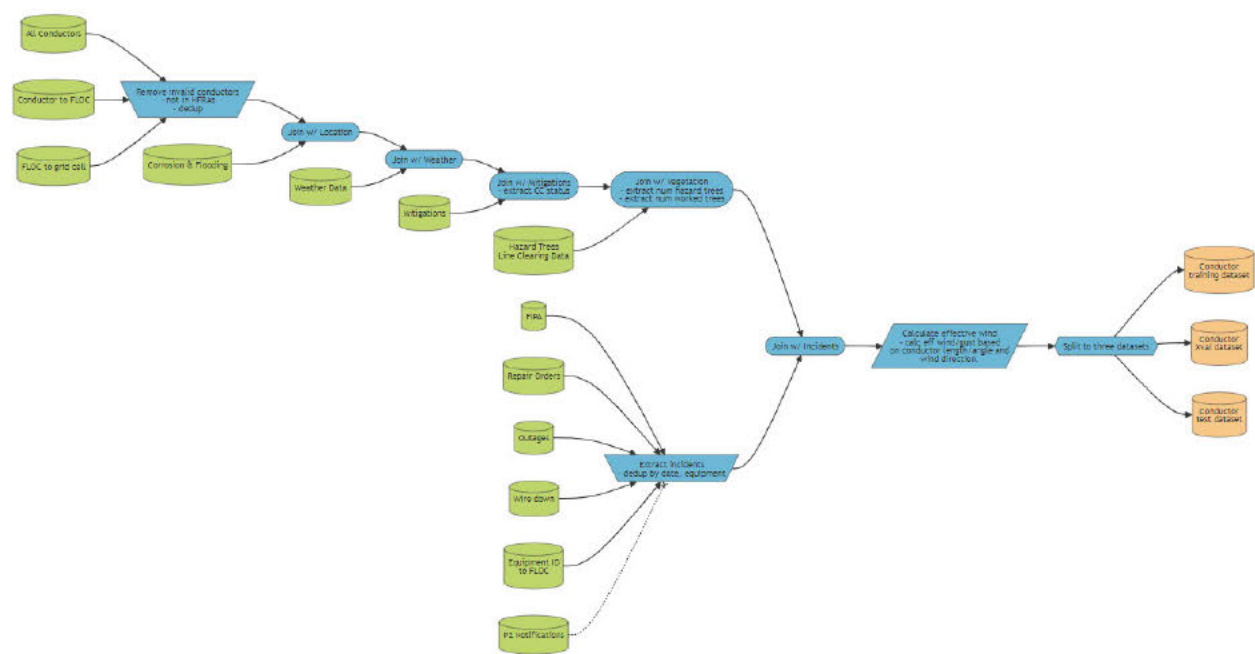 All Conductors
Conductor to FLOC
FLOC to grid cell
Remove invalid conductors
- not in HFRAs
- dedup
Corrosion & Flooding
Join w/ Location
Weather Data
Join w/ Weather
Mitigations
Join w/ Mitigations
- extract CC status
Hazard Trees
Line Clearing Data
Join w/ Vegetation
- extract num hazard trees
- extract num worked trees
FIPA
Repair Orders
Outages
Wire down
Equipment ID
to FLOC
P2 Notifications
Extract incidents
- dedup by date, equipment
Join w/ Incidents
Calculate effective wind
- calc eff wind/gust based
on conductor length/angle and
wind direction.
Split to three datasets
Conductor
training dataset
Conductor
xval dataset
Conductor
test dataset